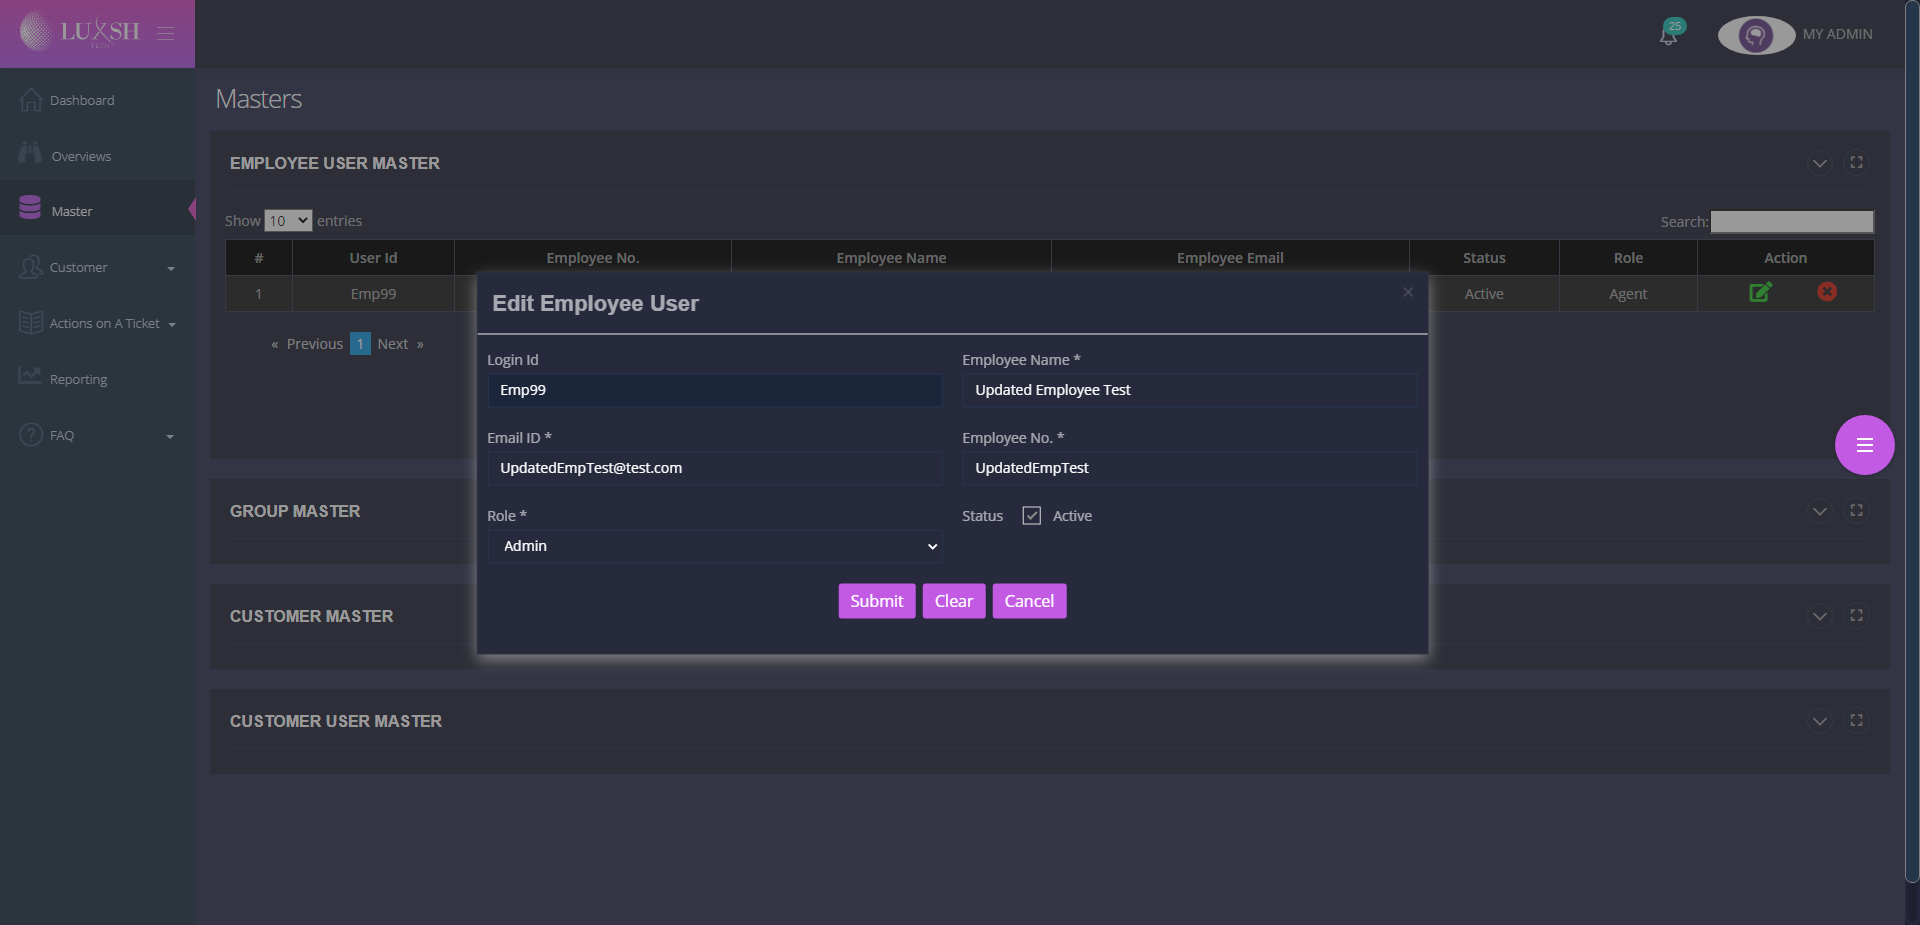 LUXSH
TECH
25
MY ADMIN
Dashboard
Overviews
Master
Customer
Actions on A Ticket
Reporting
FAQ
Masters
EMPLOYEE USER MASTER
Show 10 entries
Search:
# User Id Employee No. Employee Name Employee Email Status Role Action
1 Emp99 Active Agent
« Previous 1 Next »
Edit Employee User
×
Login Id
Emp99
Employee Name *
Updated Employee Test
Email ID *
UpdatedEmpTest@test.com
Employee No. *
UpdatedEmpTest
Role *
Admin
Status Active
Submit Clear Cancel
GROUP MASTER
CUSTOMER MASTER
CUSTOMER USER MASTER